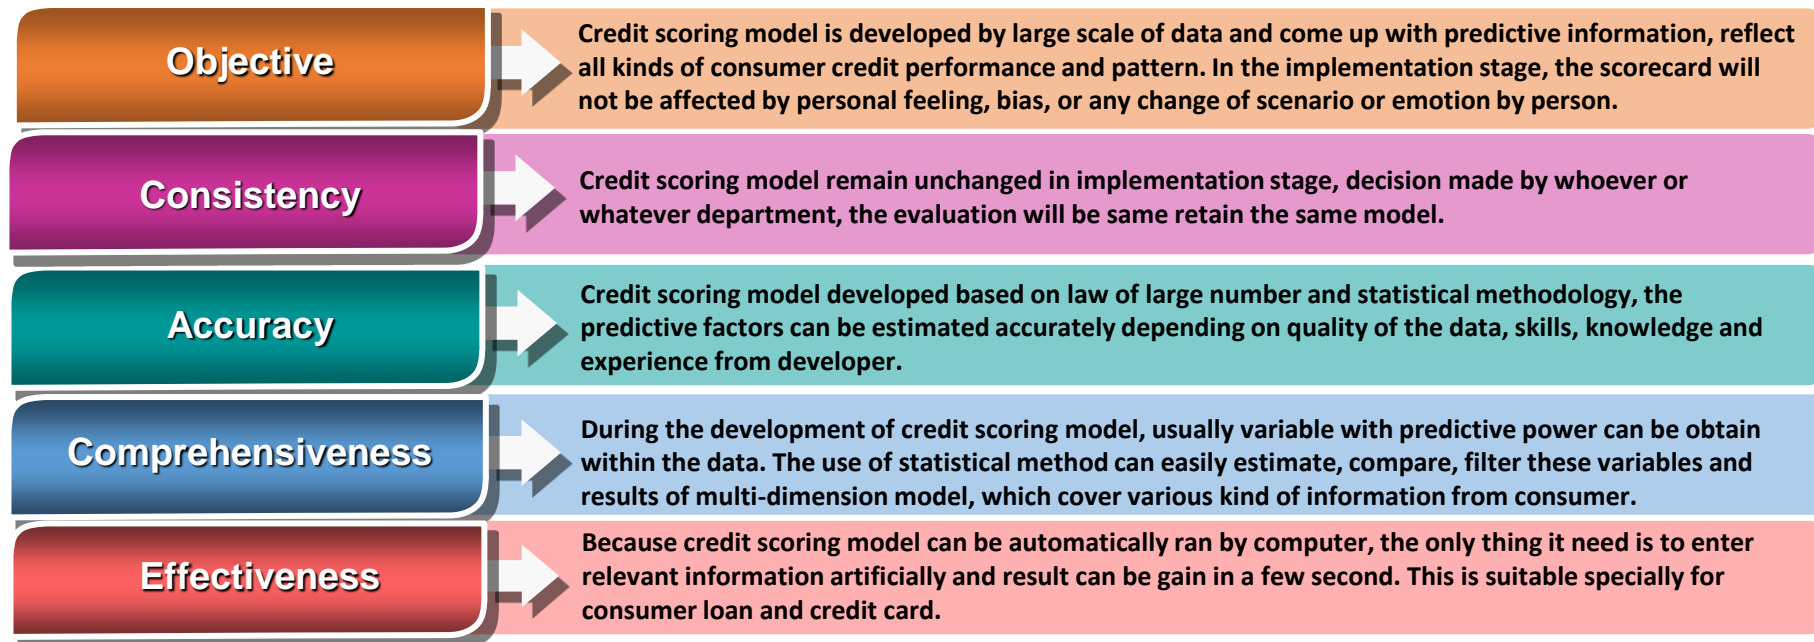 Objective
Credit scoring model is developed by large scale of data and come up with predictive information, reflect
all kinds of consumer credit performance and pattern. In the implementation stage, the scorecard will
not be affected by personal feeling, bias, or any change of scenario or emotion by person.
Consistency
Credit scoring model remain unchanged in implementation stage, decision made by whoever or
whatever department, the evaluation will be same retain the same model.
Accuracy
Credit scoring model developed based on law of large number and statistical methodology, the
predictive factors can be estimated accurately depending on quality of the data, skills, knowledge and
experience from developer.
Comprehensiveness
During the development of credit scoring model, usually variable with predictive power can be obtain
within the data. The use of statistical method can easily estimate, compare, filter these variables and
results of multi-dimension model, which cover various kind of information from consumer.
Effectiveness
Because credit scoring model can be automatically ran by computer, the only thing it need is to enter
relevant information artificially and result can be gain in a few second. This is suitable specially for
consumer loan and credit card.